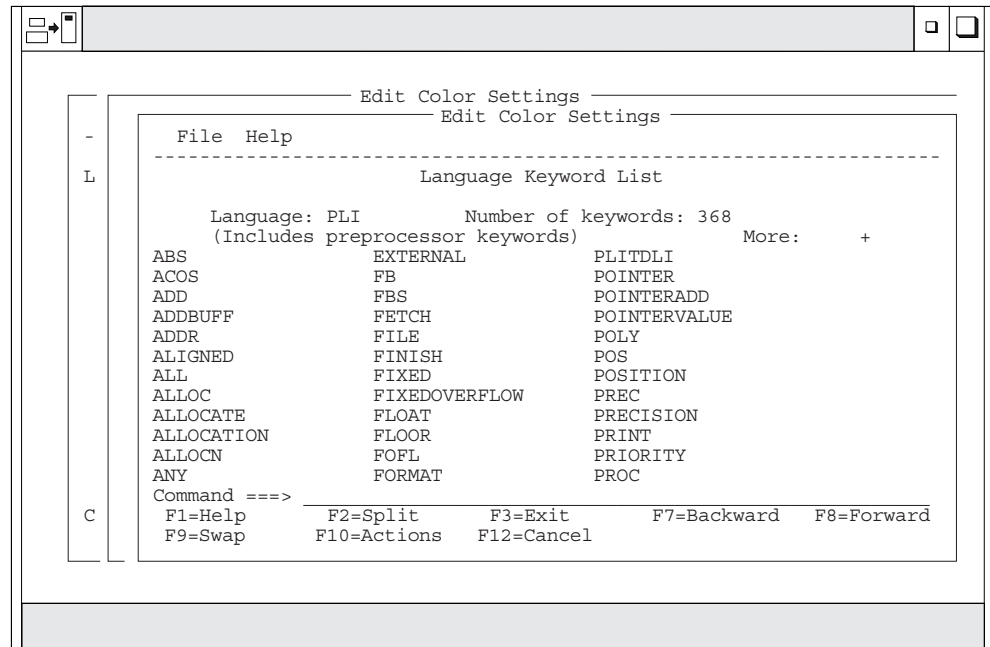 Edit Color Settings
Edit Color Settings
- File Help
-------------------------------------------------------------------
L Language Keyword List
Language: PLI Number of keywords: 368
(Includes preprocessor keywords) More: +
ABS EXTERNAL PLITDLI
ACOS FB POINTER
ADD FBS POINTERADD
ADDBUFF FETCH POINTERVALUE
ADDR FILE POLY
ALIGNED FINISH POS
ALL FIXED POSITION
ALLOC FIXEDOVERFLOW PREC
ALLOCATE FLOAT PRECISION
ALLOCATION FLOOR PRINT
ALLOCN FOFL PRIORITY
ANY FORMAT PROC
Command ===>
C F1=Help F2=Split F3=Exit F7=Backward F8=Forward
F9=Swap F10=Actions F12=Cancel